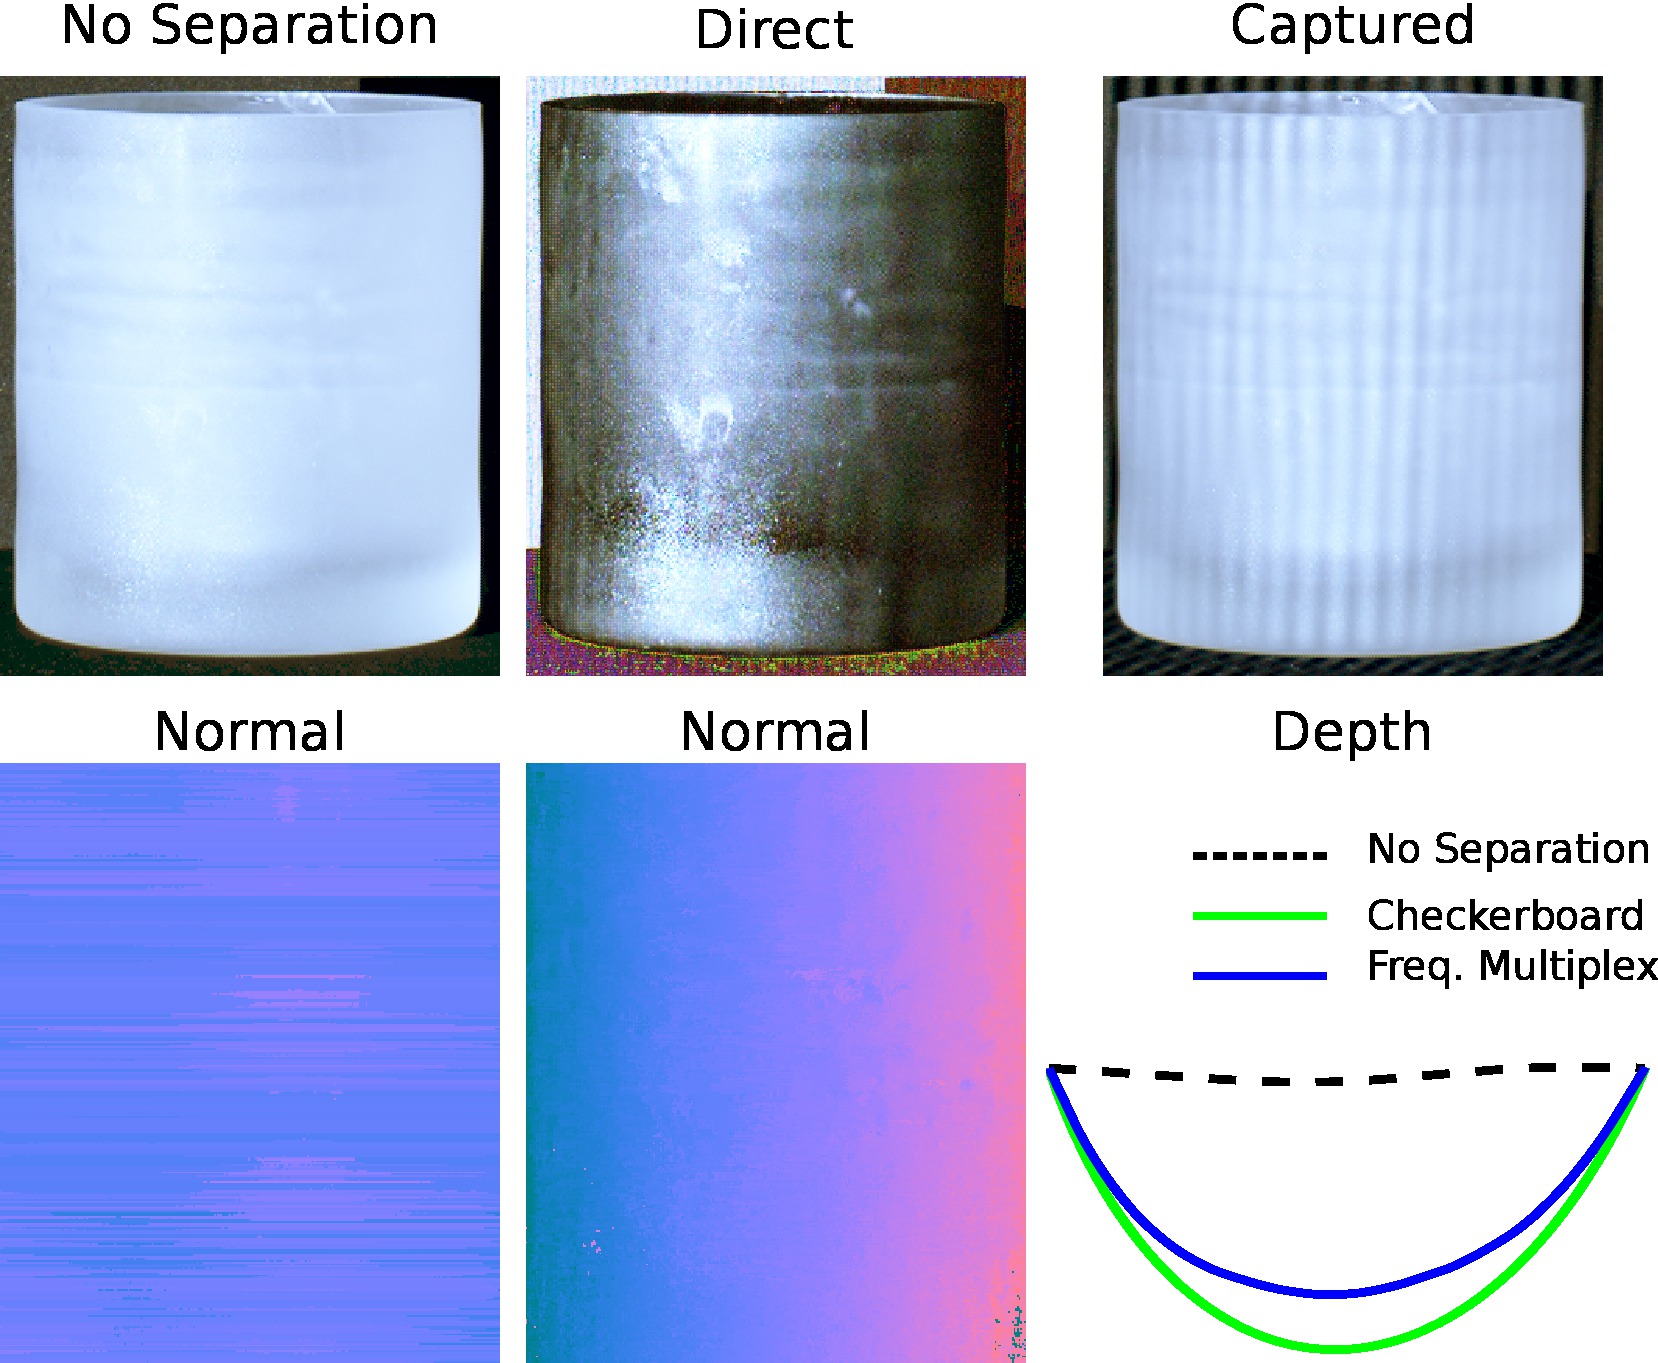 No Separation
Direct
Captured
Normal
Normal
Depth
No Separation
Checkerboard
Freq. Multiplex